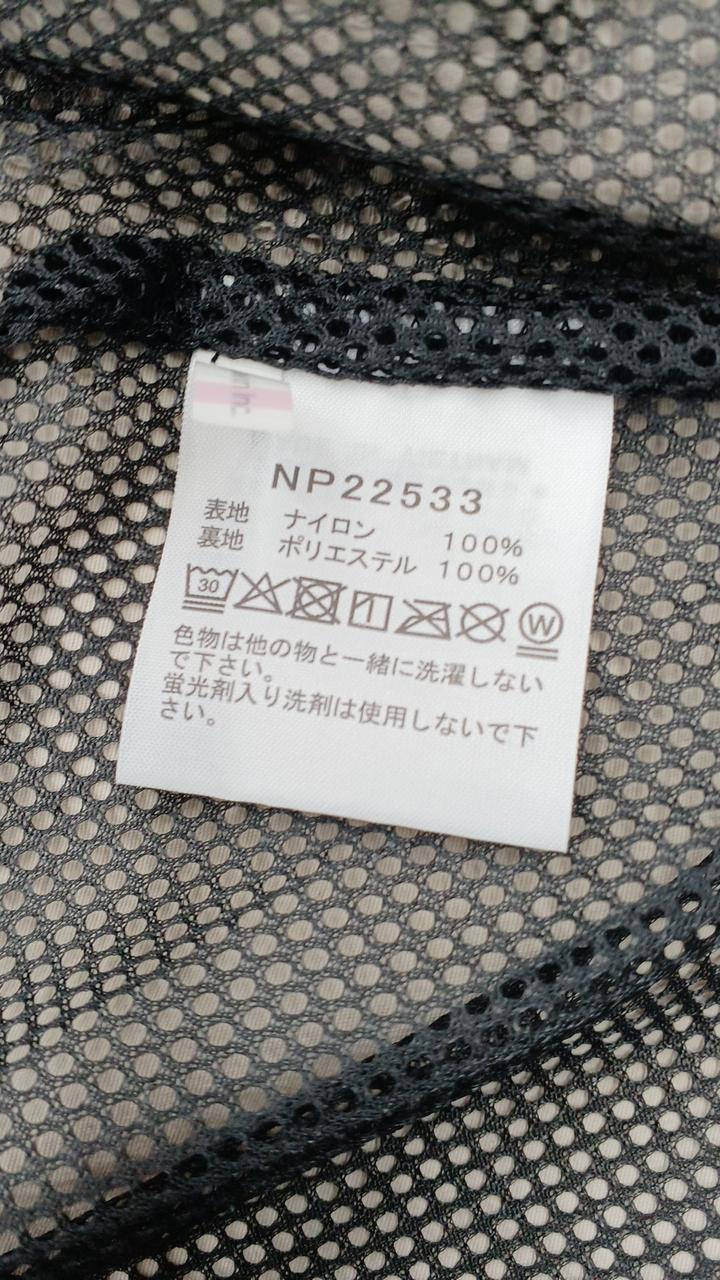 NP22533
表地 ナイロン 100%
裏地 ポリエステル 100%
30 W
色物は他の物と一緒に洗濯しない
で下さい。
蛍光剤入り洗剤は使用しないで下
さい。